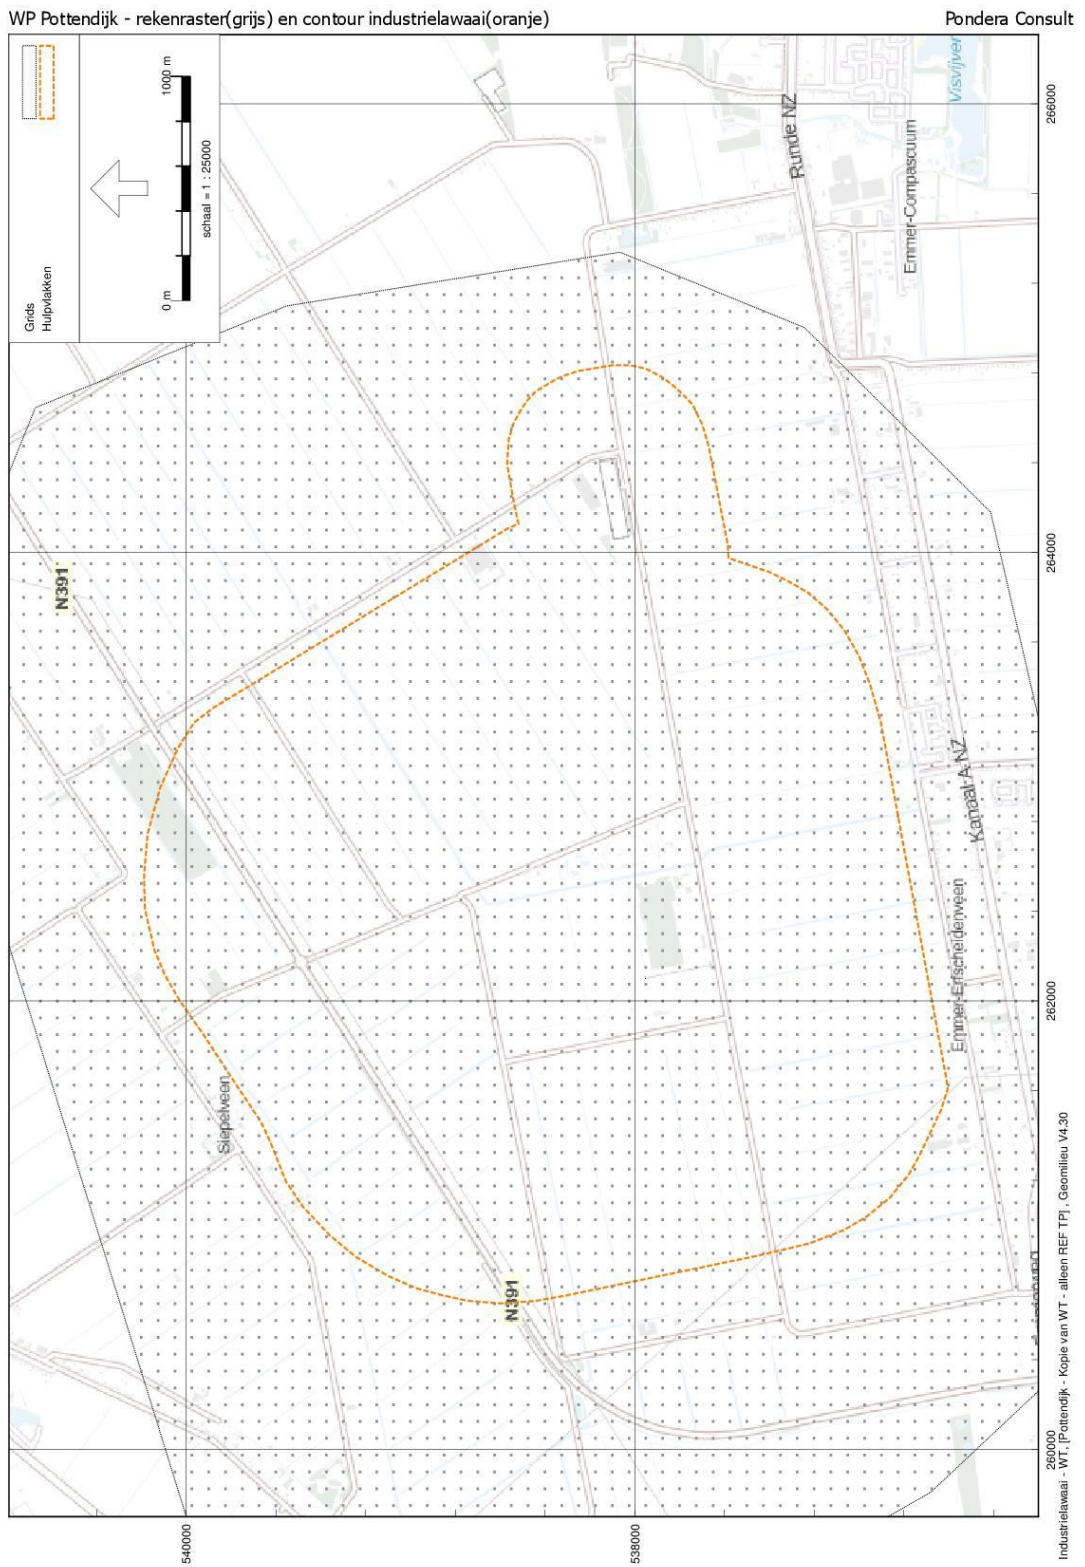 WP Pottendijk - rekenraster(grijs) en contour industrielawaai(oranje)
Pondera Consult
Grids
Hulpvlakken
0 m
1000 m
schaal = 1 : 25000
N391
Runde NZ
Visvijver
Emmer-Compascuum
266000
264000
Siepelveen
Kanaal A NZ
Emmer-Erfscheidenveen
262000
N391
260000
540000
538000
Industrielawaai - WT, [Pottendijk - Kopie van WT - alleen REF TP] , Geomilieu V4.30